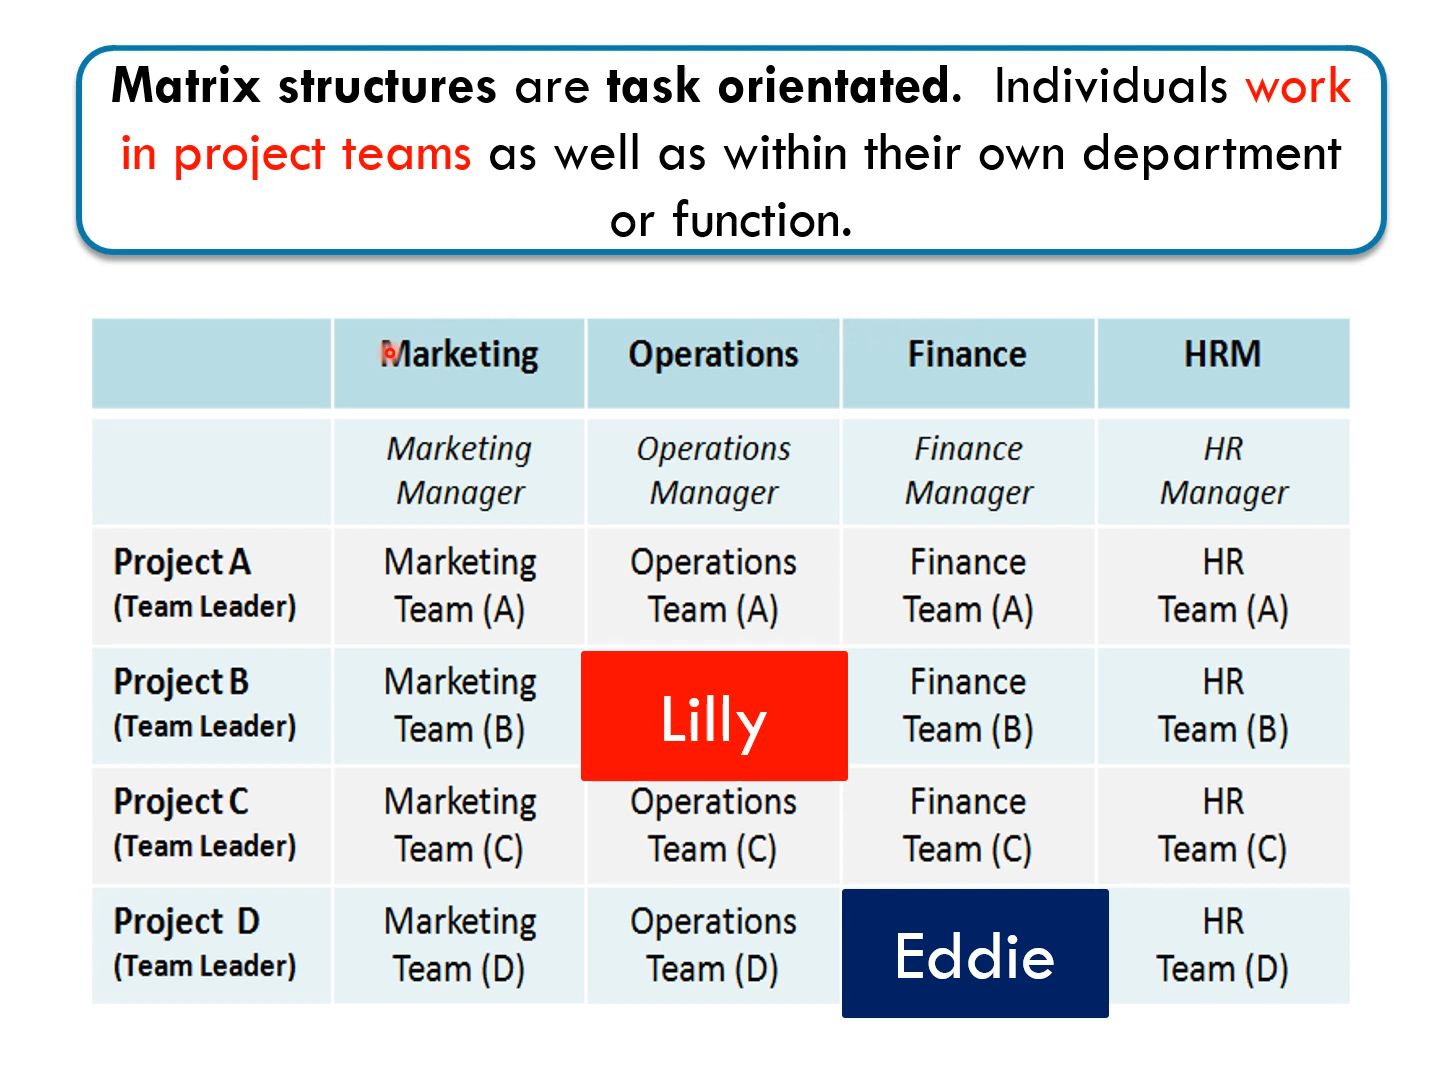 Matrix structures are task orientated.  Individuals work
in project teams as well as within their own department
or function.
Marketing Operations Finance HRM
Marketing Manager Operations Manager Finance Manager HR Manager
Project A (Team Leader) Marketing Team (A) Operations Team (A) Finance Team (A) HR Team (A)
Project B (Team Leader) Marketing Team (B) Lilly Finance Team (B) HR Team (B)
Project C (Team Leader) Marketing Team (C) Operations Team (C) Finance Team (C) HR Team (C)
Project D (Team Leader) Marketing Team (D) Operations Team (D) Eddie HR Team (D)